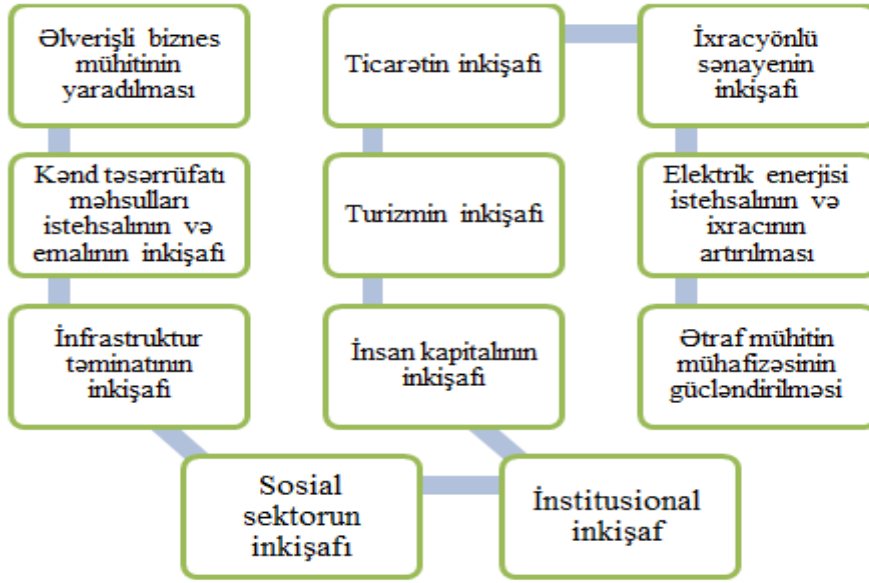 Əlverişli biznes
mühitinin
yaradılması
Kənd təsərrüfatı
məhsulları
istehsalının və
emalının inkişafı
İnfrastruktur
təminatının
inkişafı
Sosial
sektorun
inkişafı
İnstitusional
inkişaf
İnsan kapitalının
inkişafı
Turizmin inkişafı
Ticarətin inkişafı
İxracyönlü
sənayenin
inkişafı
Elektrik enerjisi
istehsalının və
ixracının
artırılması
Ətraf mühitin
mühafizəsinin
gücləndirilməsi